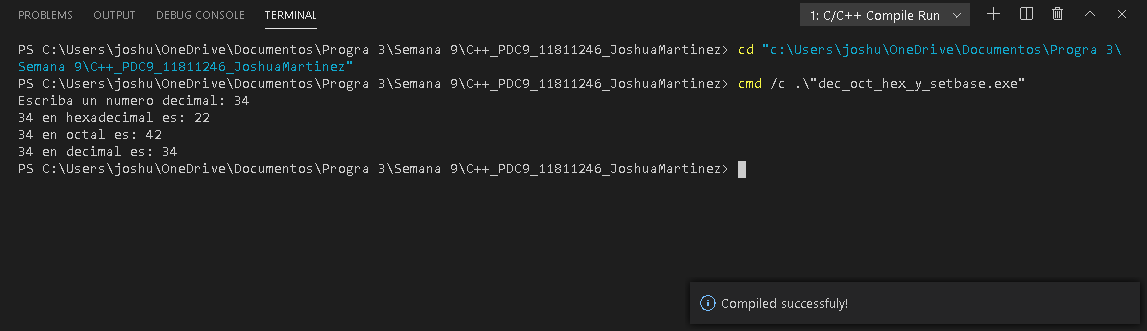 PROBLEMS OUTPUT DEBUG CONSOLE TERMINAL 1: C/C++ Compile Run
PS C:\Users\joshu\OneDrive\Documentos\Progra 3\Semana 9\C++_PDC9_11811246_JoshuaMartinez> cd "c:\Users\joshu\OneDrive\Documentos\Progra 3\
Semana 9\C++_PDC9_11811246_JoshuaMartinez"
PS C:\Users\joshu\OneDrive\Documentos\Progra 3\Semana 9\C++_PDC9_11811246_JoshuaMartinez> cmd /c .\"dec_oct_hex_y_setbase.exe"
Escriba un numero decimal: 34
34 en hexadecimal es: 22
34 en octal es: 42
34 en decimal es: 34
PS C:\Users\joshu\OneDrive\Documentos\Progra 3\Semana 9\C++_PDC9_11811246_JoshuaMartinez>
Compiled successfuly!